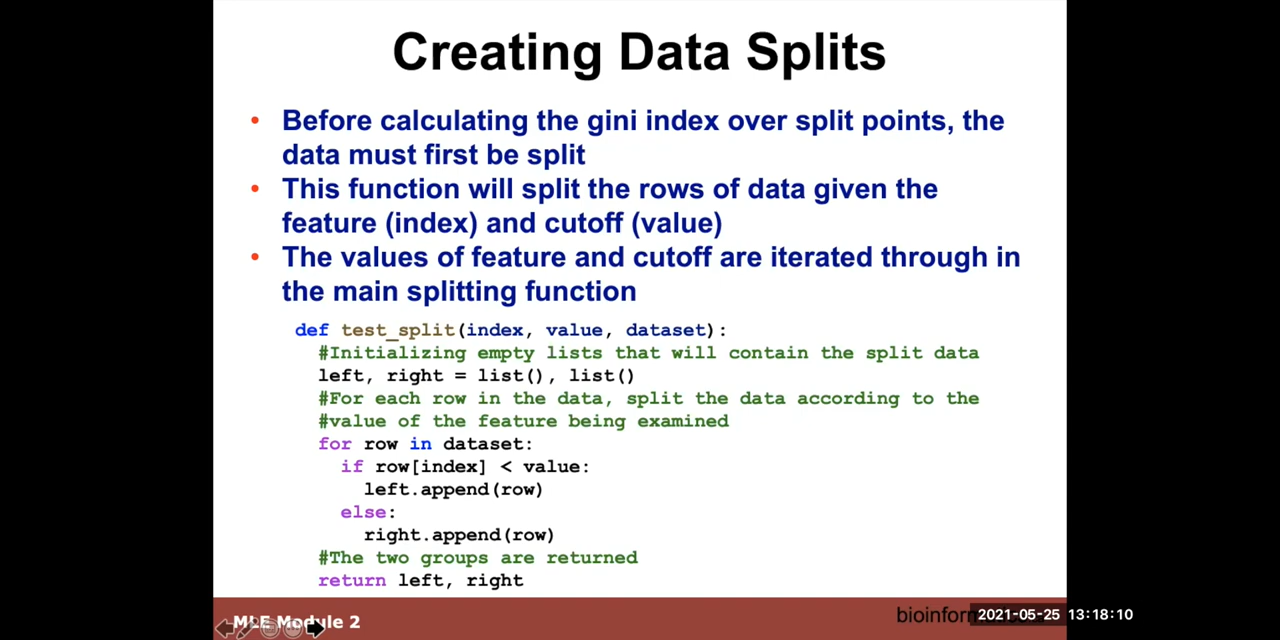 Creating Data Splits
• Before calculating the gini index over split points, the
data must first be split
• This function will split the rows of data given the
feature (index) and cutoff (value)
• The values of feature and cutoff are iterated through in
the main splitting function
def test_split(index, value, dataset):
#Initializing empty lists that will contain the split data
left, right = list(), list()
#For each row in the data, split the data according to the
#value of the feature being examined
for row in dataset:
if row[index] < value:
left.append(row)
else:
right.append(row)
#The two groups are returned
return left, right
MLE Module 2
2021-05-25 13:18:10